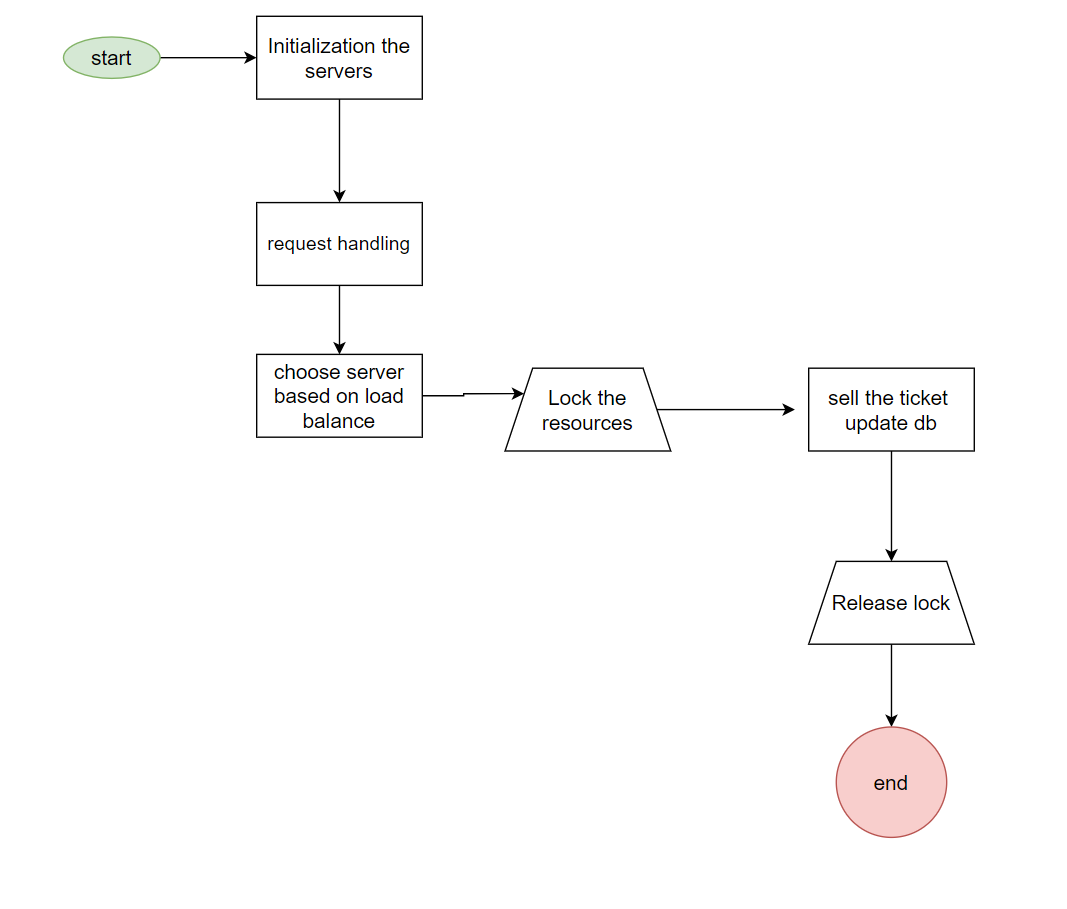 start
Initialization the
servers
request handling
choose server
based on load
balance
Lock the
resources
sell the ticket
update db
Release lock
end